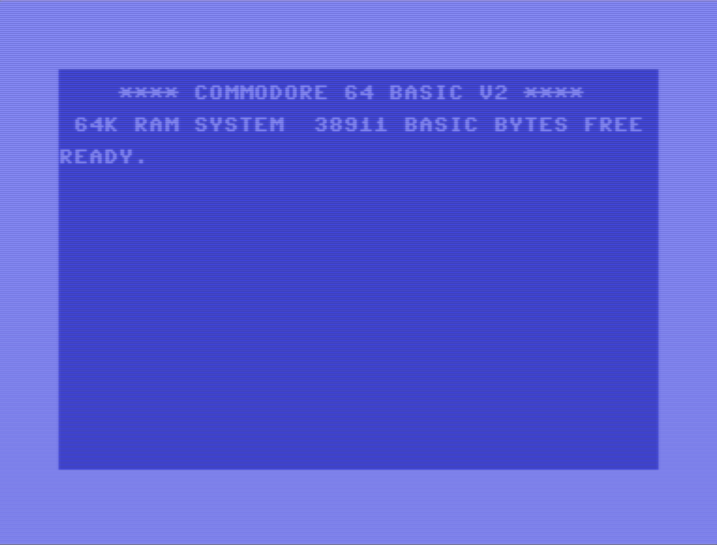 **** COMMODORE 64 BASIC V2 ****
64K RAM SYSTEM  38911 BASIC BYTES FREE
READY.